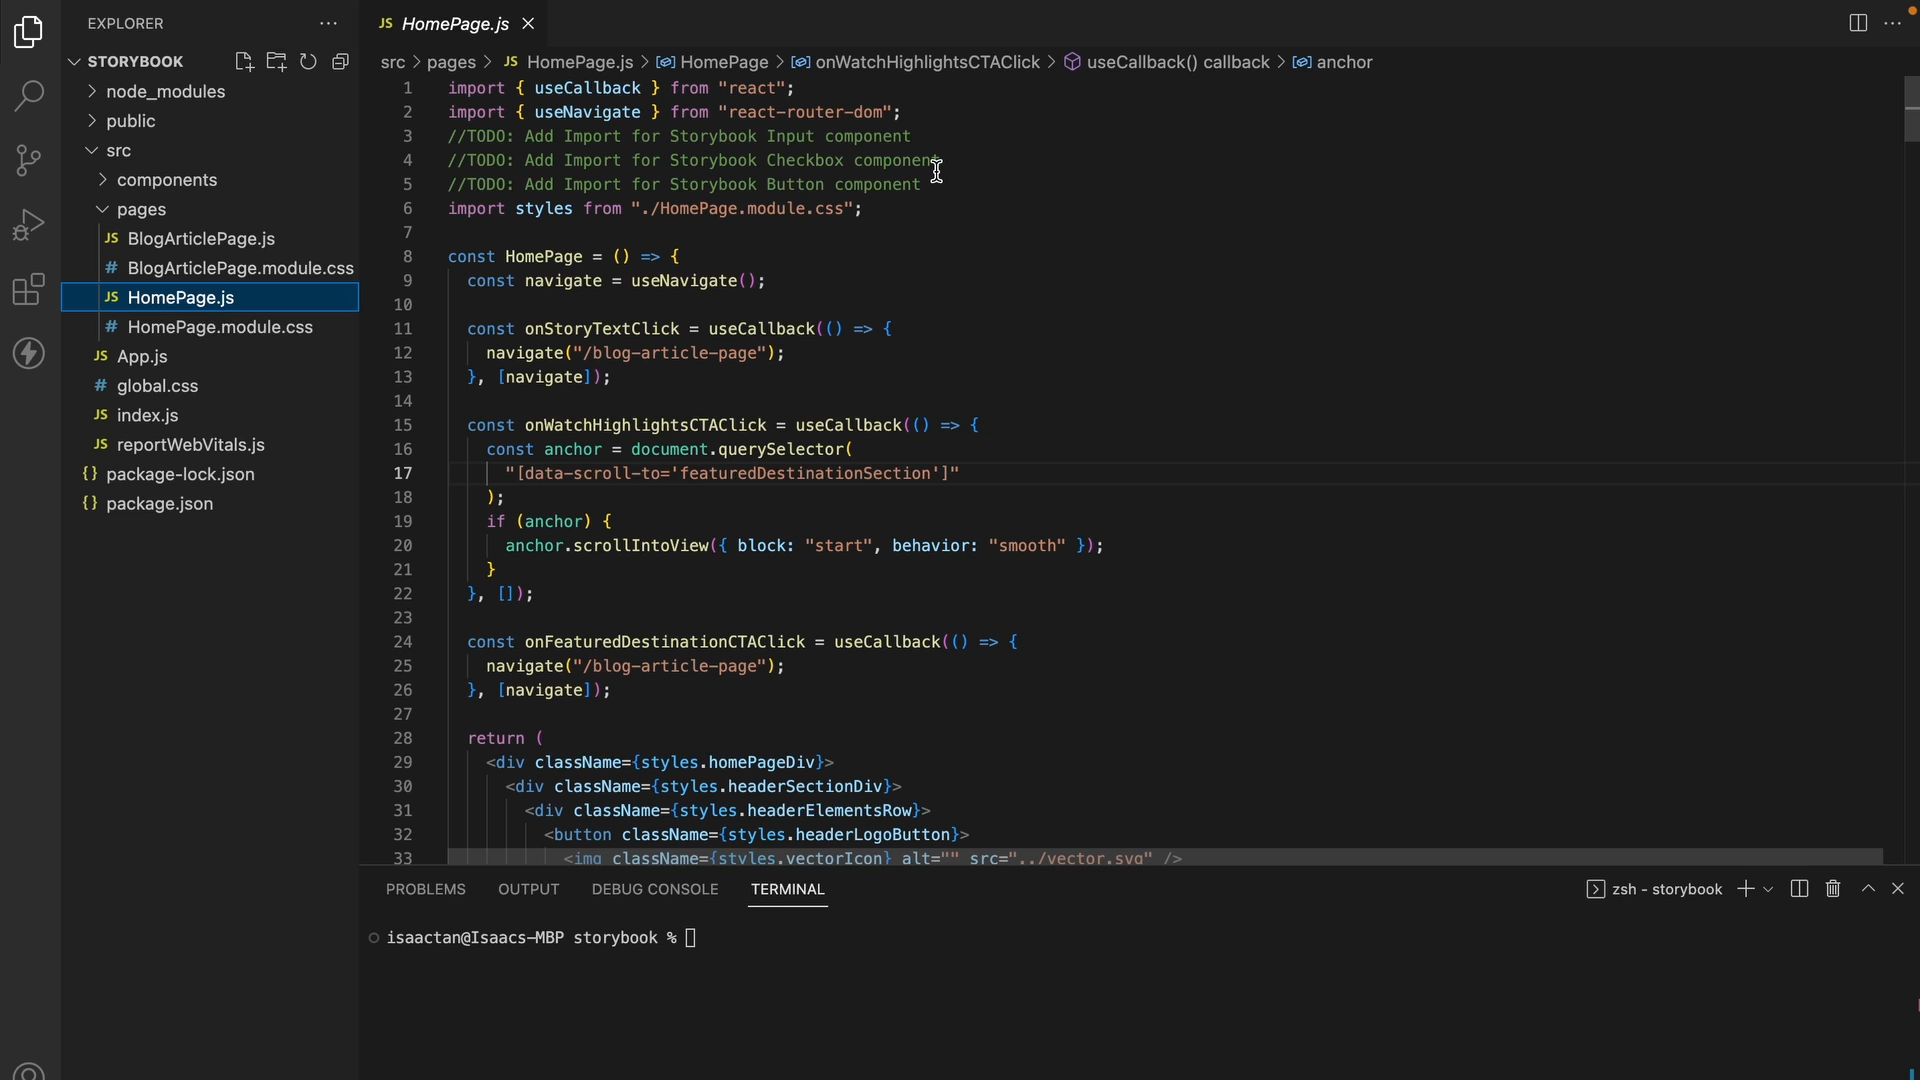 EXPLORER
STORYBOOK
node_modules
public
src
components
pages
JS BlogArticlePage.js
# BlogArticlePage.module.css
JS HomePage.js
# HomePage.module.css
JS App.js
# global.css
JS index.js
JS reportWebVitals.js
{} package-lock.json
{} package.json
JS HomePage.js
src > pages > JS HomePage.js > HomePage > onWatchHighlightsCTAClick > useCallback() callback > anchor
1 import { useCallback } from "react";
2 import { useNavigate } from "react-router-dom";
3 //TODO: Add Import for Storybook Input component
4 //TODO: Add Import for Storybook Checkbox component
5 //TODO: Add Import for Storybook Button component
6 import styles from "./HomePage.module.css";
7
8 const HomePage = () => {
9 const navigate = useNavigate();
10
11 const onStoryTextClick = useCallback(() => {
12 navigate("/blog-article-page");
13 }, [navigate]);
14
15 const onWatchHighlightsCTAClick = useCallback(() => {
16 const anchor = document.querySelector(
17 "[data-scroll-to='featuredDestinationSection']"
18 );
19 if (anchor) {
20 anchor.scrollIntoView({ block: "start", behavior: "smooth" });
21 }
22 }, []);
23
24 const onFeaturedDestinationCTAClick = useCallback(() => {
25 navigate("/blog-article-page");
26 }, [navigate]);
27
28 return (
29 <div className={styles.homePageDiv}>
30 <div className={styles.headerSectionDiv}>
31 <div className={styles.headerElementsRow}>
32 <button className={styles.headerLogoButton}>
33 <img className={styles.vectorIcon} alt="" src="../vector.svg" />
PROBLEMS OUTPUT DEBUG CONSOLE TERMINAL
zsh - storybook
isaactan@Isaacs-MBP storybook %